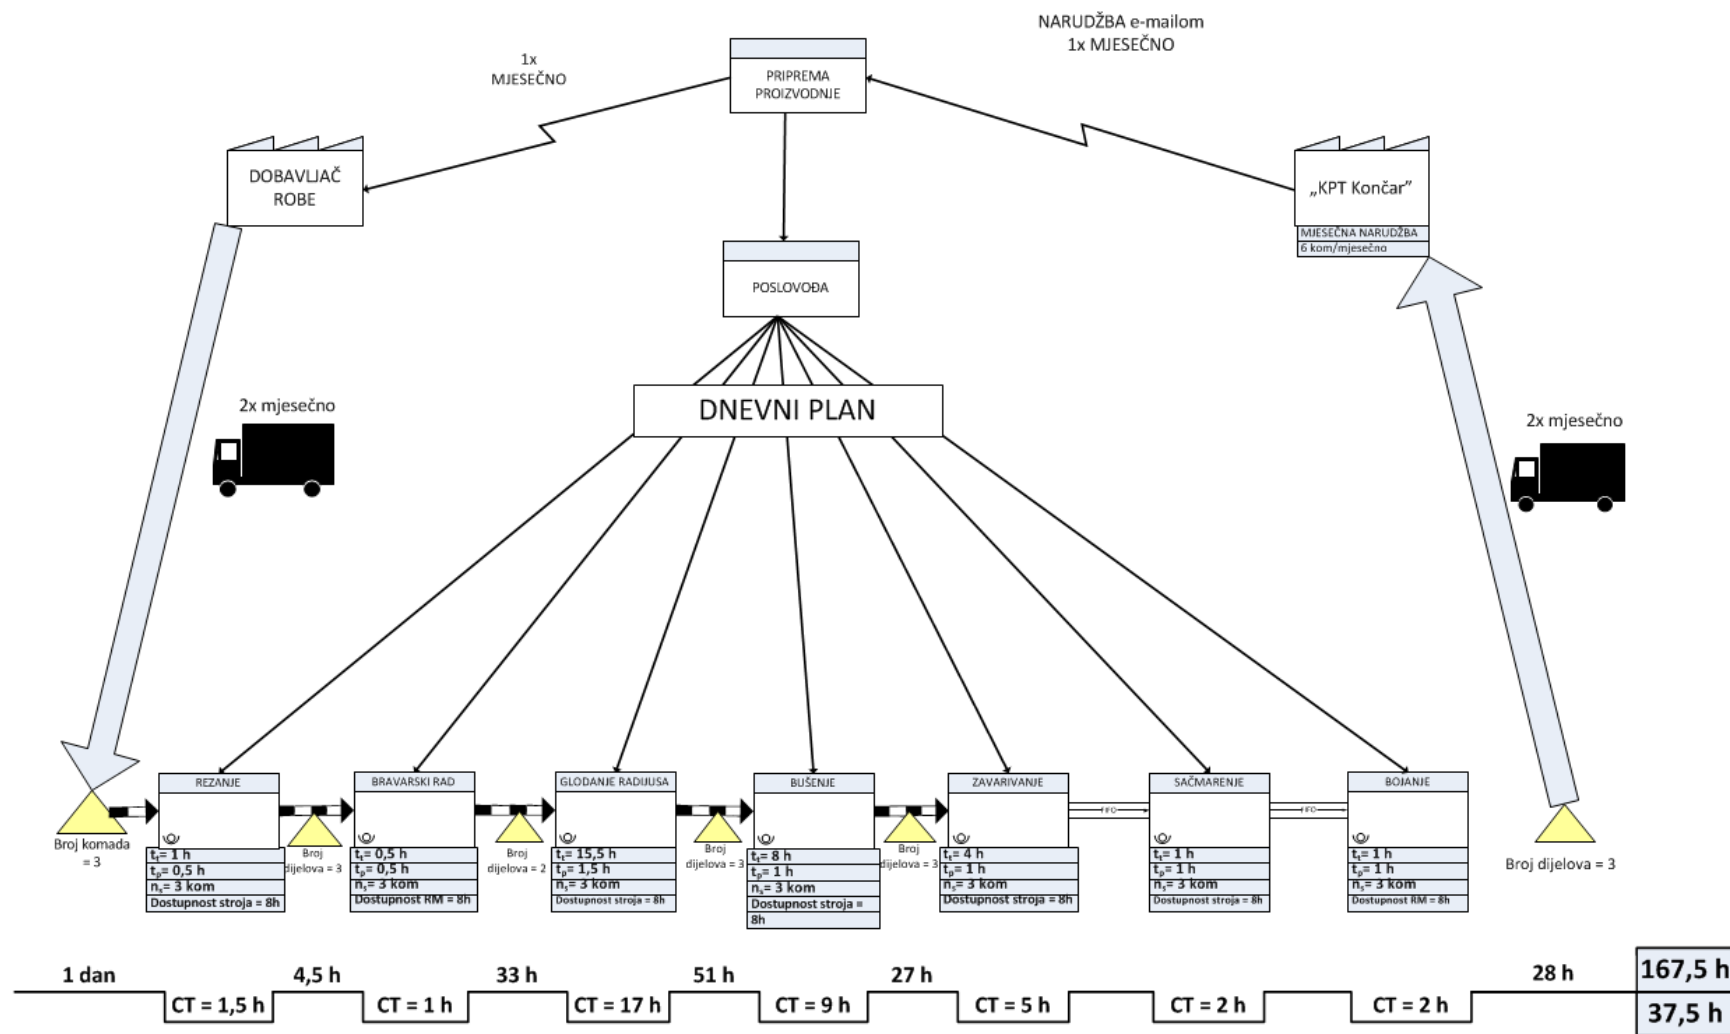 NARUDŽBA e-mailom
1x MJESEČNO
1x
MJESEČNO
PRIPREMA
PROIZVODNJE
DOBAVLJAČ
ROBE
„KPT Končar”
MJESEČNA NARUDŽBA
6 kom/mjesečno
POSLOVOĐA
DNEVNI PLAN
2x mjesečno
2x mjesečno
REZANJE
BRAVARSKI RAD
GLODANJE RADIJUSA
BUŠENJE
ZAVARIVANJE
SAČMARENJE
BOJANJE
FIFO
FIFO
Broj komada
= 3
tt= 1 h
tp= 0,5 h
ns= 3 kom
Dostupnost stroja = 8h
Broj
dijelova = 3
tt= 0,5 h
tp= 0,5 h
ns= 3 kom
Dostupnost RM = 8h
Broj
dijelova = 2
tt= 15,5 h
tp= 1,5 h
ns= 3 kom
Dostupnost stroja = 8h
Broj
dijelova = 3
tt= 8 h
tp= 1 h
ns= 3 kom
Dostupnost stroja =
8h
Broj
dijelova = 3
tt= 4 h
tp= 1 h
ns= 3 kom
Dostupnost stroja = 8h
tt= 1 h
tp= 1 h
ns= 3 kom
Dostupnost stroja = 8h
tt= 1 h
tp= 1 h
ns= 3 kom
Dostupnost RM = 8h
Broj dijelova = 3
1 dan
4,5 h
33 h
51 h
27 h
28 h
167,5 h
CT = 1,5 h
CT = 1 h
CT = 17 h
CT = 9 h
CT = 5 h
CT = 2 h
CT = 2 h
37,5 h